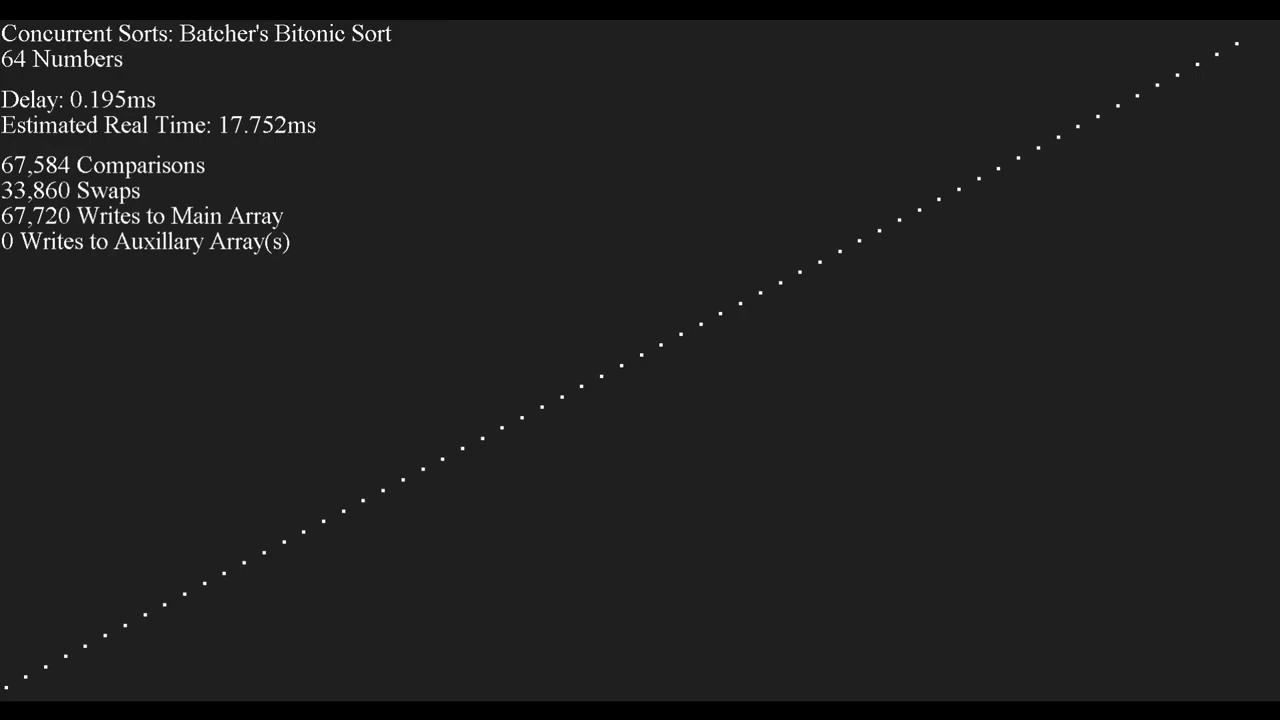 Concurrent Sorts: Batcher's Bitonic Sort
64 Numbers
Delay: 0.195ms
Estimated Real Time: 17.752ms
67,584 Comparisons
33,860 Swaps
67,720 Writes to Main Array
0 Writes to Auxillary Array(s)